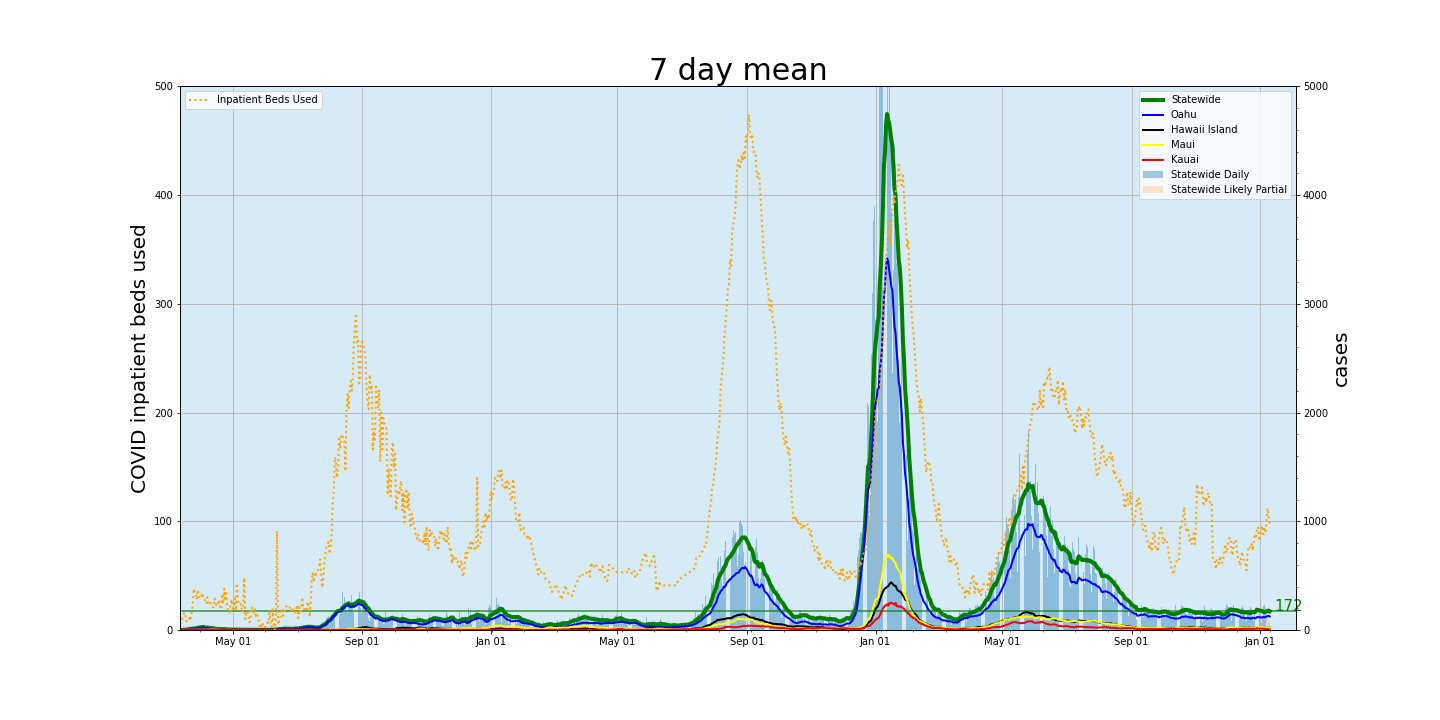 7 day mean
Inpatient Beds Used
Statewide
Oahu
Hawaii Island
Maui
Kauai
Statewide Daily
Statewide Likely Partial
COVID inpatient beds used
500
400
300
200
100
0
cases
5000
4000
3000
2000
1000
0
172
May 01
Sep 01
Jan 01
May 01
Sep 01
Jan 01
May 01
Sep 01
Jan 01